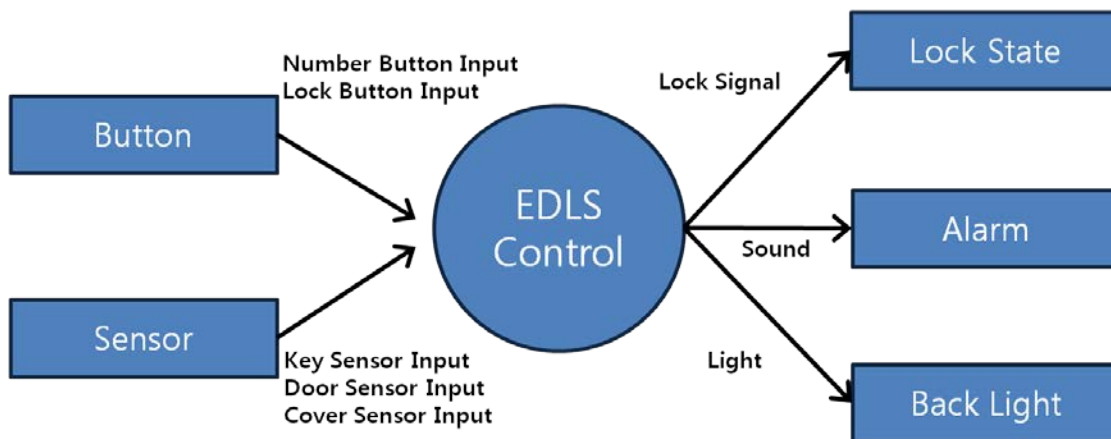 Number Button Input
Lock Button Input
Button
Sensor
Key Sensor Input
Door Sensor Input
Cover Sensor Input
EDLS
Control
Lock Signal
Sound
Light
Lock State
Alarm
Back Light